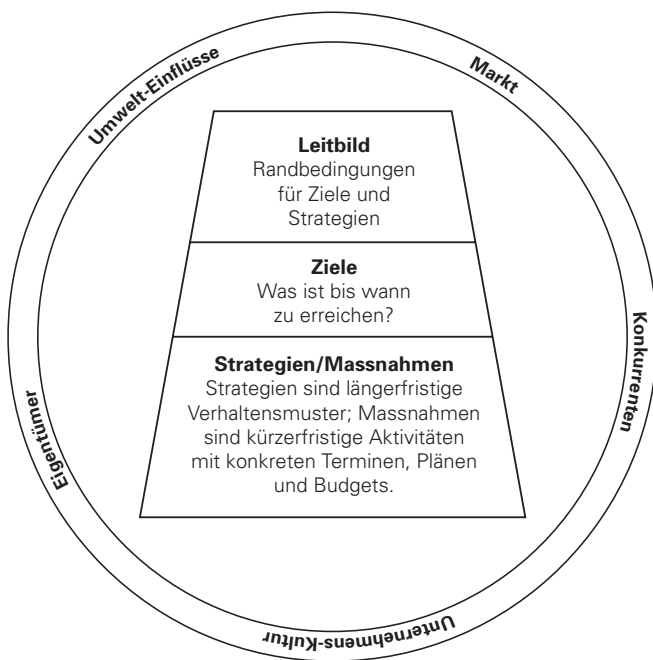 Umwelt-Einflüsse
Markt
Leitbild
Randbedingungen
für Ziele und
Strategien
Ziele
Was ist bis wann
zu erreichen?
Strategien/Massnahmen
Strategien sind längerfristige
Verhaltensmuster; Massnahmen
sind kürzerfristige Aktivitäten
mit konkreten Terminen, Plänen
und Budgets.
Konkurrenten
Eigentümer
Unternehmens-Kultur